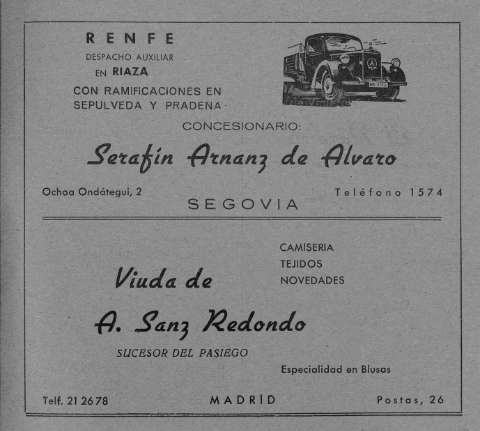 RENFE
DESPACHO AUXILIAR
EN RIAZA
CON RAMIFICACIONES EN
SEPULVEDA Y PRADENA
CONCESIONARIO:
Serafín Arnanz de Alvaro
Ochoa Ondátegui, 2
Teléfono 1574
SEGOVIA
CAMISERIA
TEJIDOS
NOVEDADES
Viuda de
A. Sanz Redondo
SUCESOR DEL PASIEGO
Especialidad en Blusas
Telf. 21 26 78
MADRID
Postas, 26